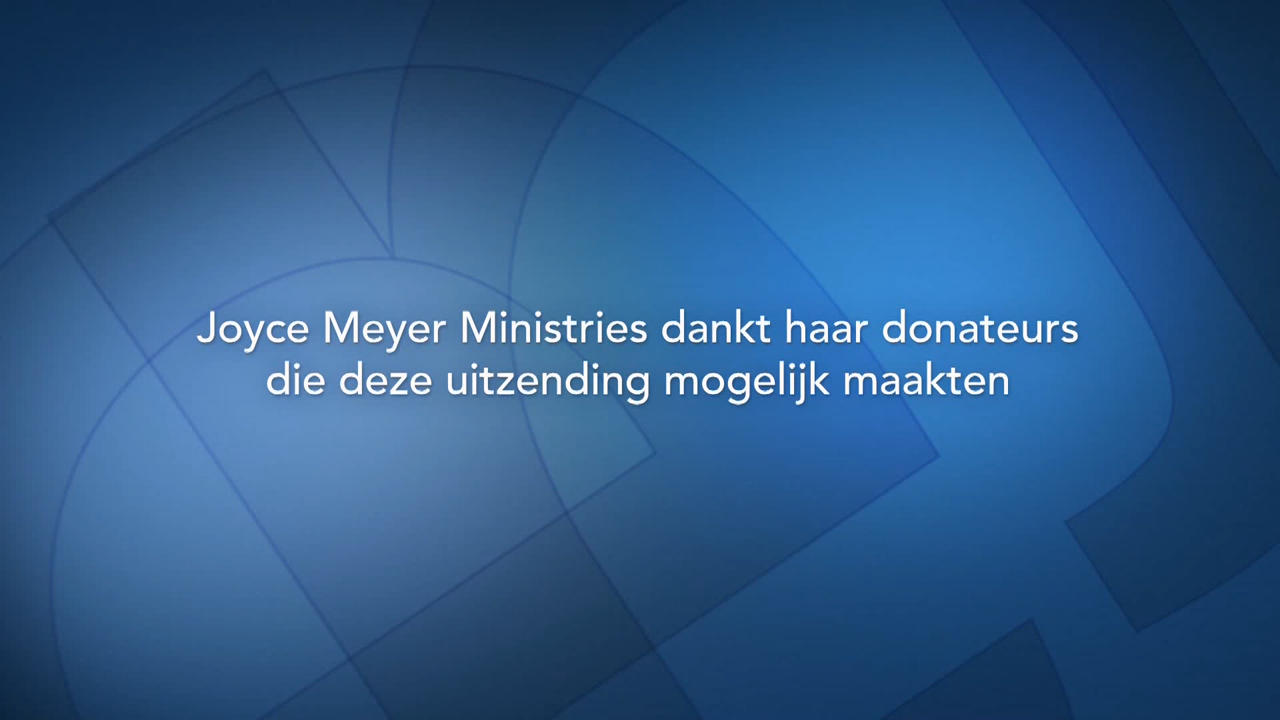 Joyce Meyer Ministries dankt haar donateurs
die deze uitzending mogelijk maakten